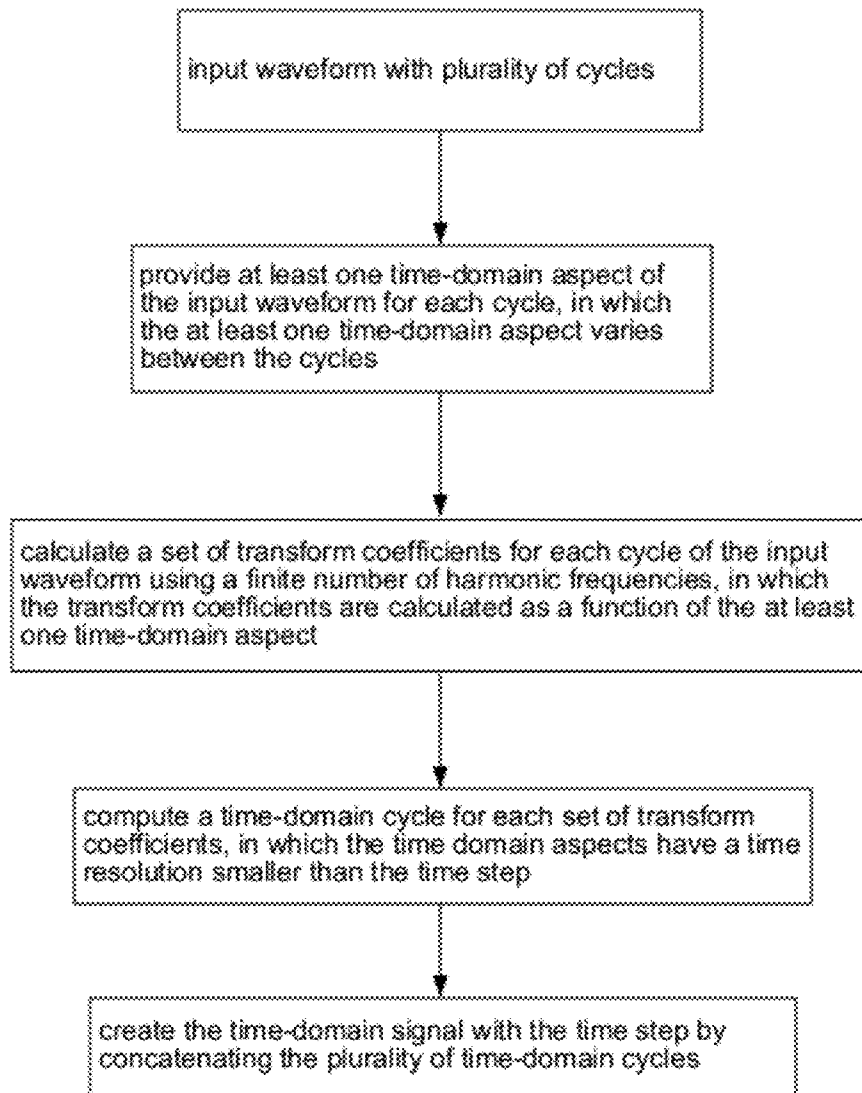 input waveform with plurality of cycles
provide at least one time-domain aspect of
the input waveform for each cycle, in which
the at least one time-domain aspect varies
between the cycles
calculate a set of transform coefficients for each cycle of the input
waveform using a finite number of harmonic frequencies, in which
the transform coefficients are calculated as a function of the at least
one time-domain aspect
compute a time-domain cycle for each set of transform
coefficients, in which the time domain aspects have a time
resolution smaller than the time step
create the time-domain signal with the time step by
concatenating the plurality of time-domain cycles